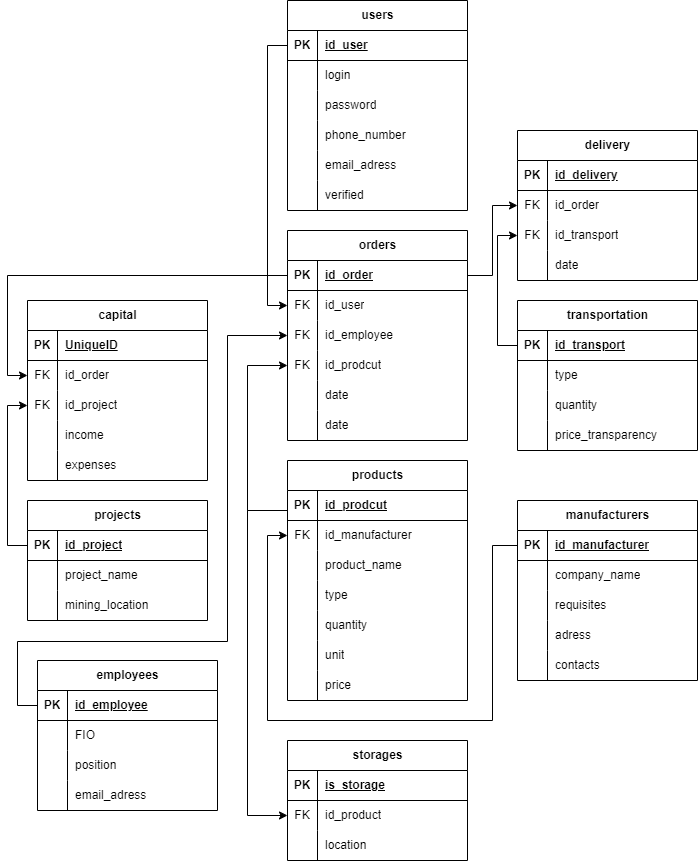 users
PK id_user
login
password
phone_number
email_adress
verified
delivery
PK id_delivery
FK id_order
FK id_transport
date
orders
PK id_order
FK id_user
FK id_employee
FK id_prodcut
date
date
capital
PK UniqueID
FK id_order
FK id_project
income
expenses
transportation
PK id_transport
type
quantity
price_transparency
products
PK id_prodcut
FK id_manufacturer
product_name
type
quantity
unit
price
projects
PK id_project
project_name
mining_location
manufacturers
PK id_manufacturer
company_name
requisites
adress
contacts
employees
PK id_employee
FIO
position
email_adress
storages
PK is_storage
FK id_product
location